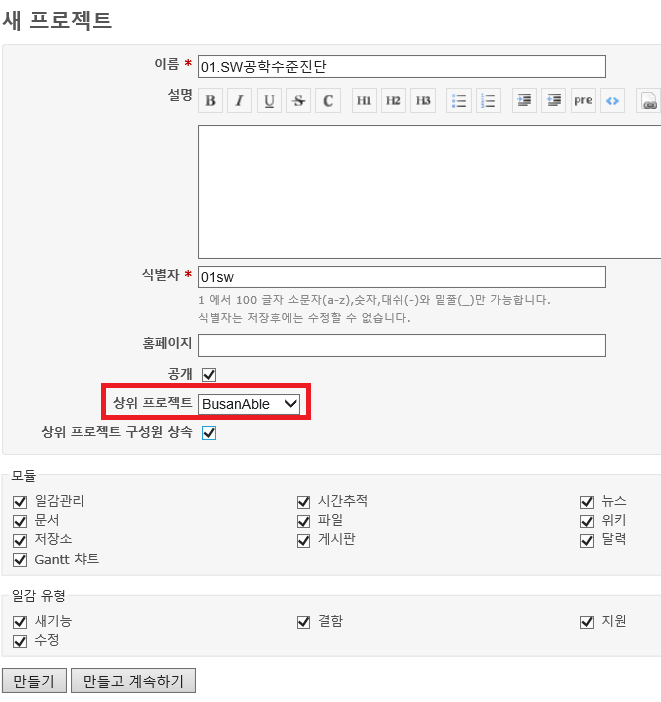 새 프로젝트
이름 * 01.SW공학수준진단
설명 B I U S C H1 H2 H3 pre <>
식별자 * 01sw
1 에서 100 글자 소문자(a-z),숫자,대쉬(-)와 밑줄(_)만 가능합니다.
식별자는 저장후에는 수정할 수 없습니다.
홈페이지
공개
상위 프로젝트 BusanAble
상위 프로젝트 구성원 상속
모듈
일감관리 시간추적 뉴스
문서 파일 위키
저장소 게시판 달력
Gantt 챠트
일감 유형
새기능 결함 지원
수정
만들기 만들고 계속하기